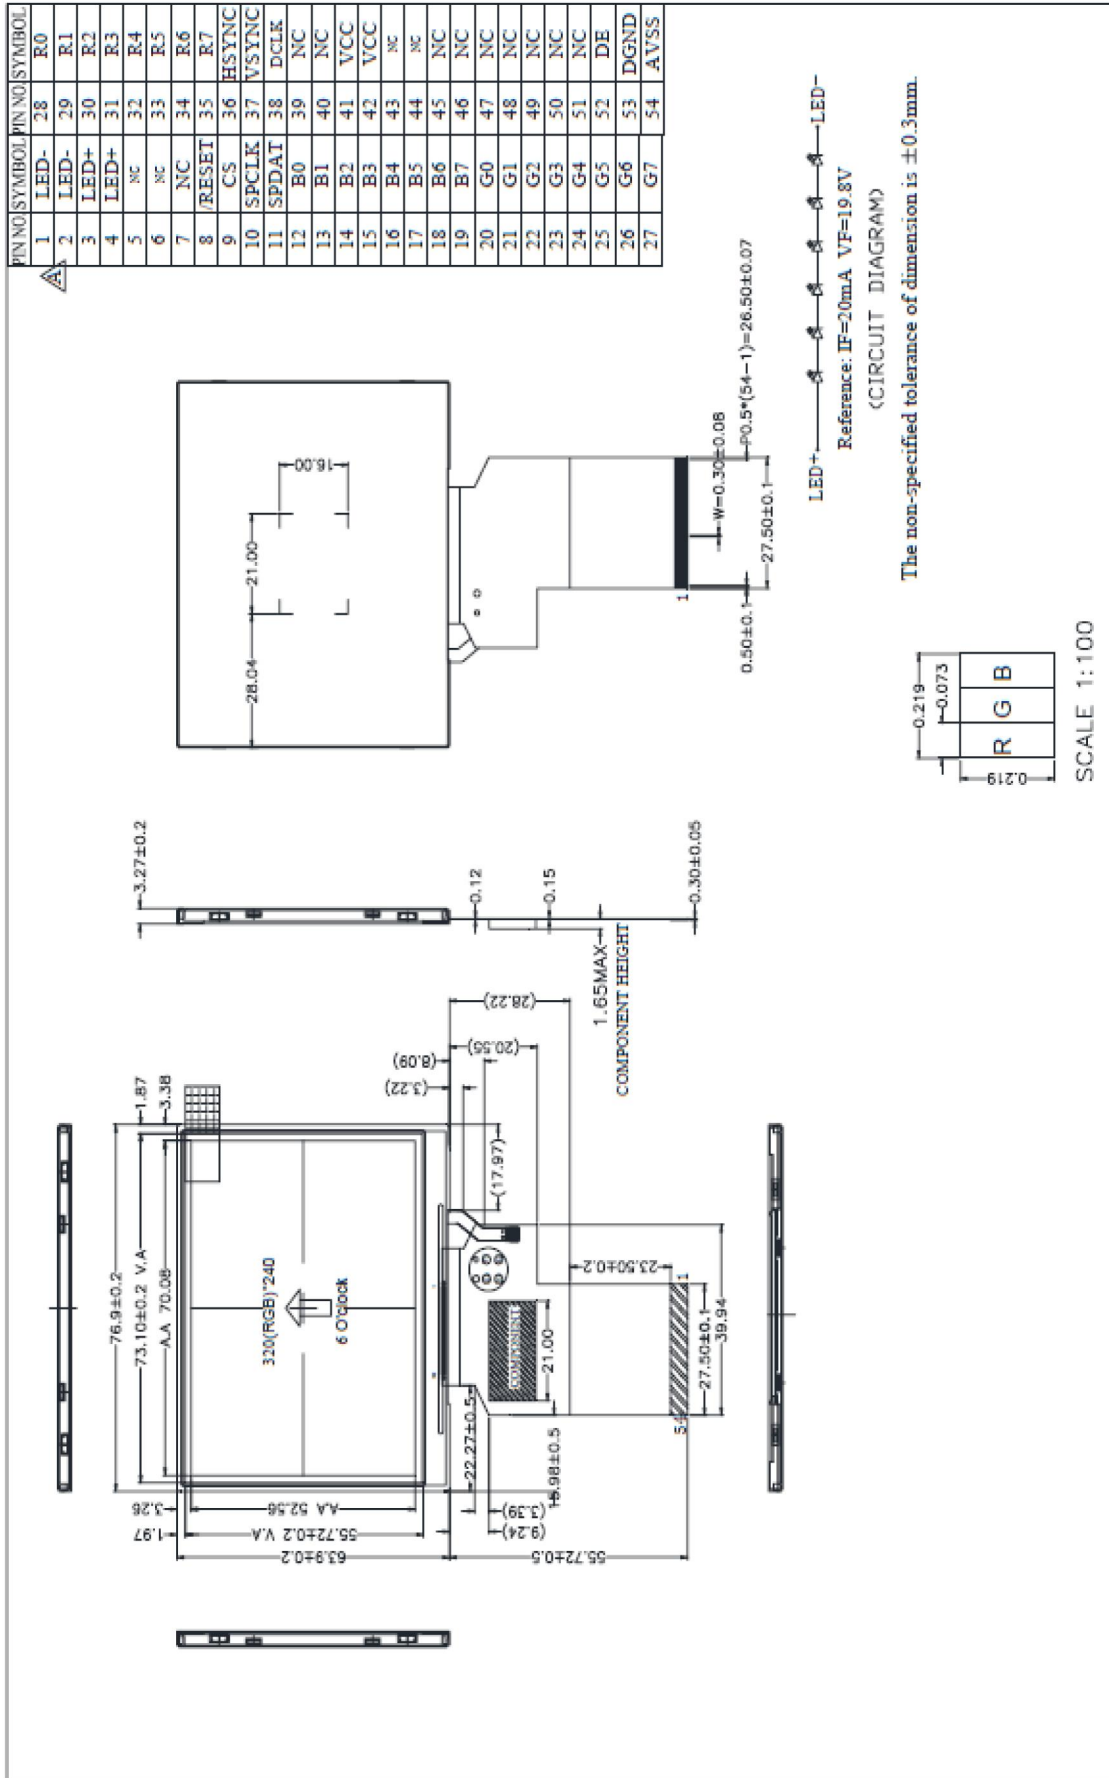 PIN NO. SYMBOL PIN NO. SYMBOL
1 LED- 28 R0
2 LED- 29 R1
3 LED+ 30 R2
4 LED+ 31 R3
5 NC 32 R4
6 NC 33 R5
7 NC 34 R6
8 /RESET 35 R7
9 CS 36 HSYNC
10 SPCLK 37 VSYNC
11 SPDAT 38 DCLK
12 B0 39 NC
13 B1 40 NC
14 B2 41 VCC
15 B3 42 VCC
16 B4 43 NC
17 B5 44 NC
18 B6 45 NC
19 B7 46 NC
20 G0 47 NC
21 G1 48 NC
22 G2 49 NC
23 G3 50 NC
24 G4 51 NC
25 G5 52 DE
26 G6 53 DGND
27 G7 54 AVSS
A
76.9±0.2
73.10±0.2 V.A
A.A 70.08
1.87
3.38
3.26
1.97
A.A 52.56
55.72±0.2 V.A
63.9±0.2
55.72±0.5
320(RGB)*240
6 O'clock
(3.22)
(8.09)
(20.55)
(28.22)
(17.97)
22.27±0.5
(3.39)
(9.24)
COMPONENT
21.00
23.50±0.2
54
1
27.50±0.1
39.94
3.27±0.2
0.12
0.15
1.65MAX
COMPONENT HEIGHT
0.30±0.05
28.04
21.00
16.00
1
W=0.30±0.08
0.50±0.1
P0.5*(54-1)=26.50±0.07
27.50±0.1
LED+
LED-
Reference: IF=20mA VF=19.8V
(CIRCUIT DIAGRAM)
The non-specified tolerance of dimension is ±0.3mm.
0.219
0.073
0.219
R G B
SCALE 1:100